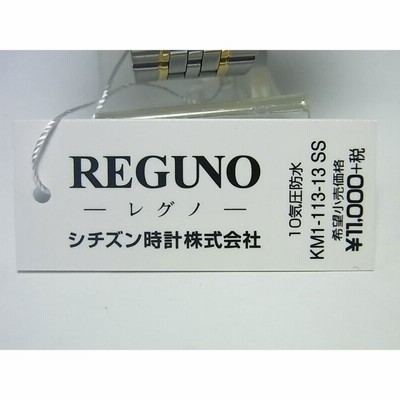 REGUNO
— レグノ —
シチズン時計株式会社
10気圧防水
KM1-113-13 SS
希望小売価格
¥11,000+税